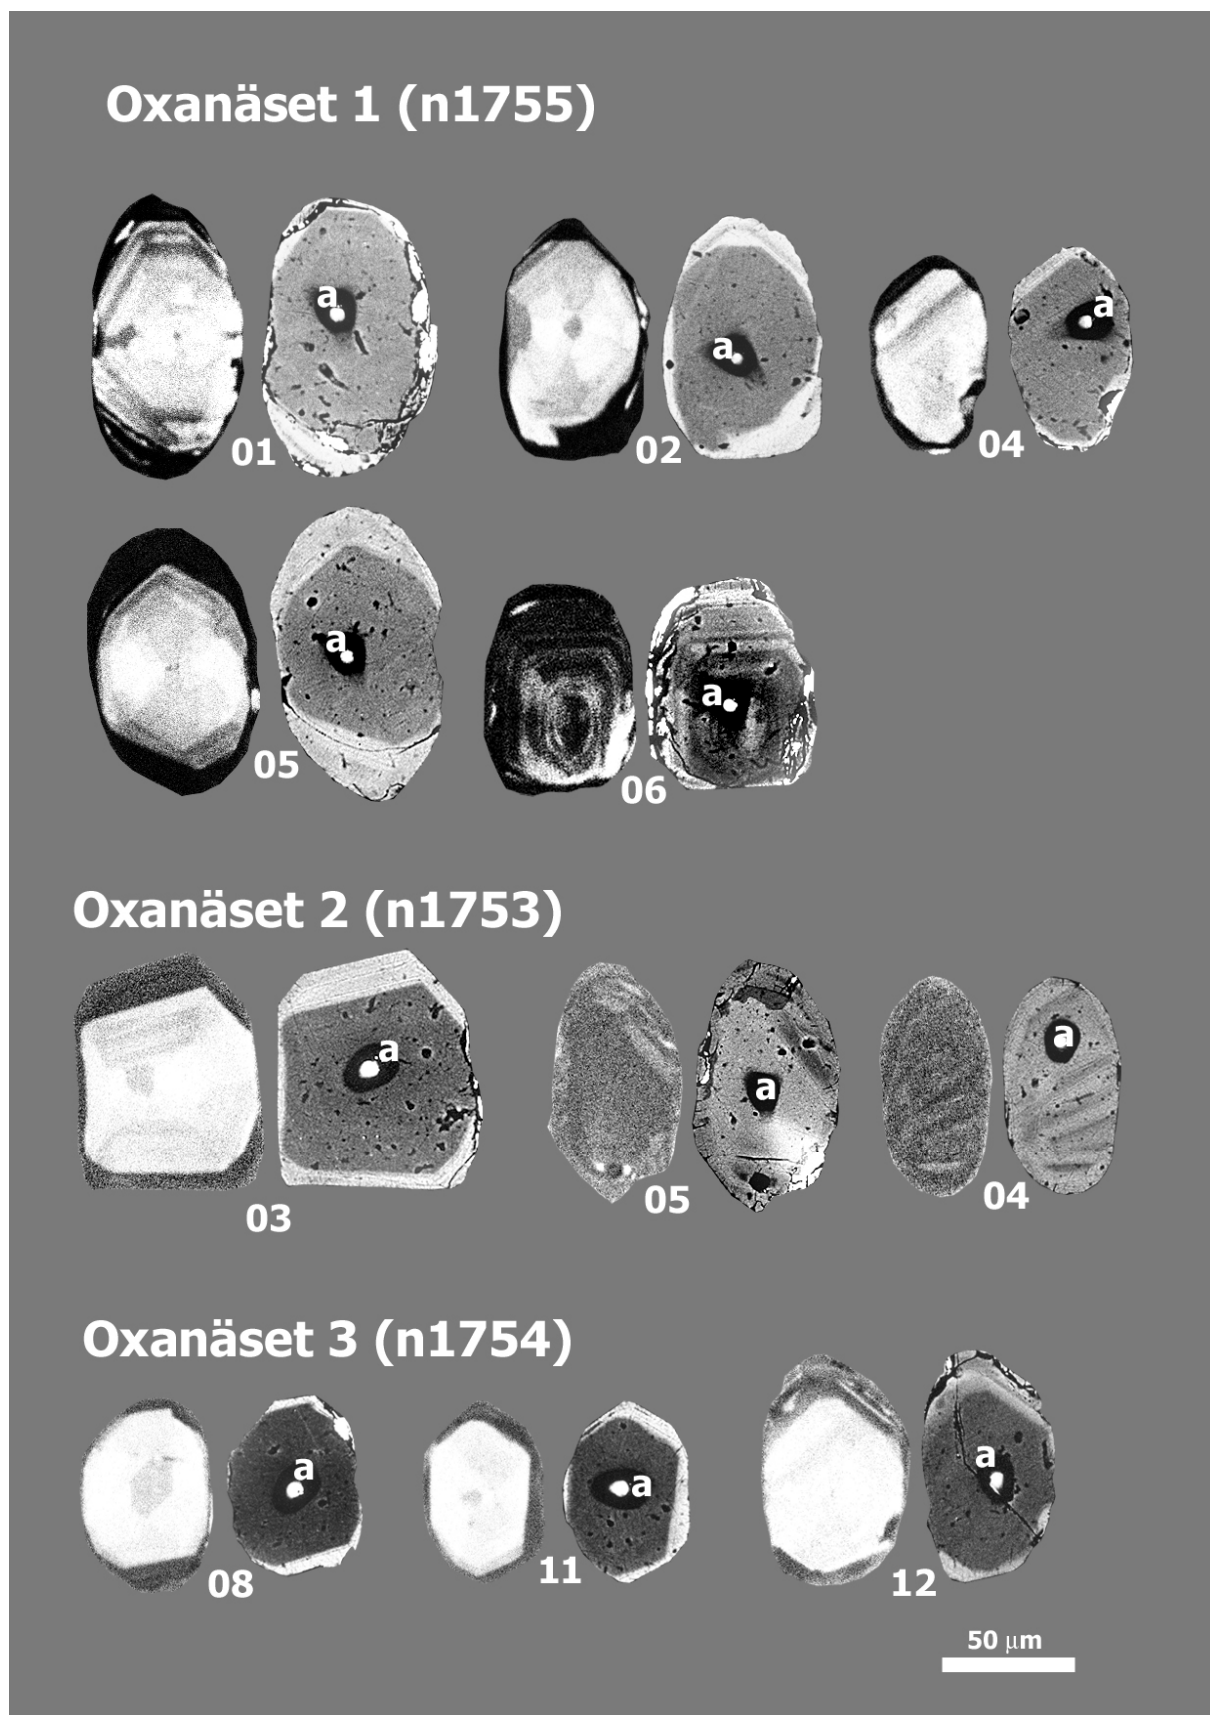 Oxanäset 1 (n1755)
a
a
a
01
02
04
a
a
05
06
Oxanäset 2 (n1753)
a
a
a
03
05
04
Oxanäset 3 (n1754)
a
a
a
08
11
12
50 μm